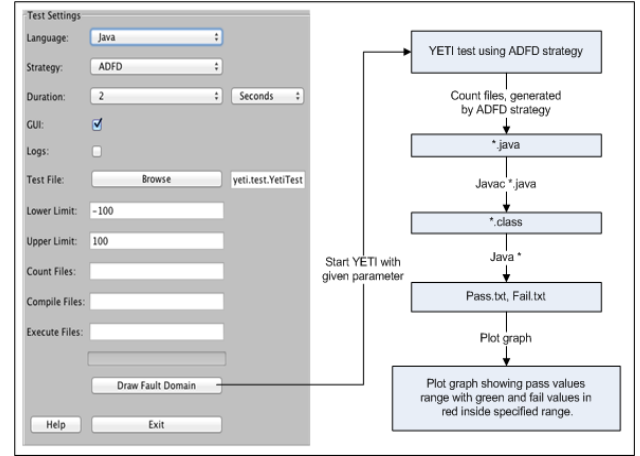 Test Settings
Language: Java
Strategy: ADFD
Duration: 2 Seconds
GUI:
Logs:
Test File: Browse yeti.test.YetiTest
Lower Limit: -100
Upper Limit: 100
Count Files:
Compile Files:
Execute Files:
Draw Fault Domain
Help Exit
Start YETI with
given parameter
YETI test using ADFD strategy
Count files, generated
by ADFD strategy
*.java
Javac *.java
*.class
Java *
Pass.txt, Fail.txt
Plot graph
Plot graph showing pass values
range with green and fail values in
red inside specified range.